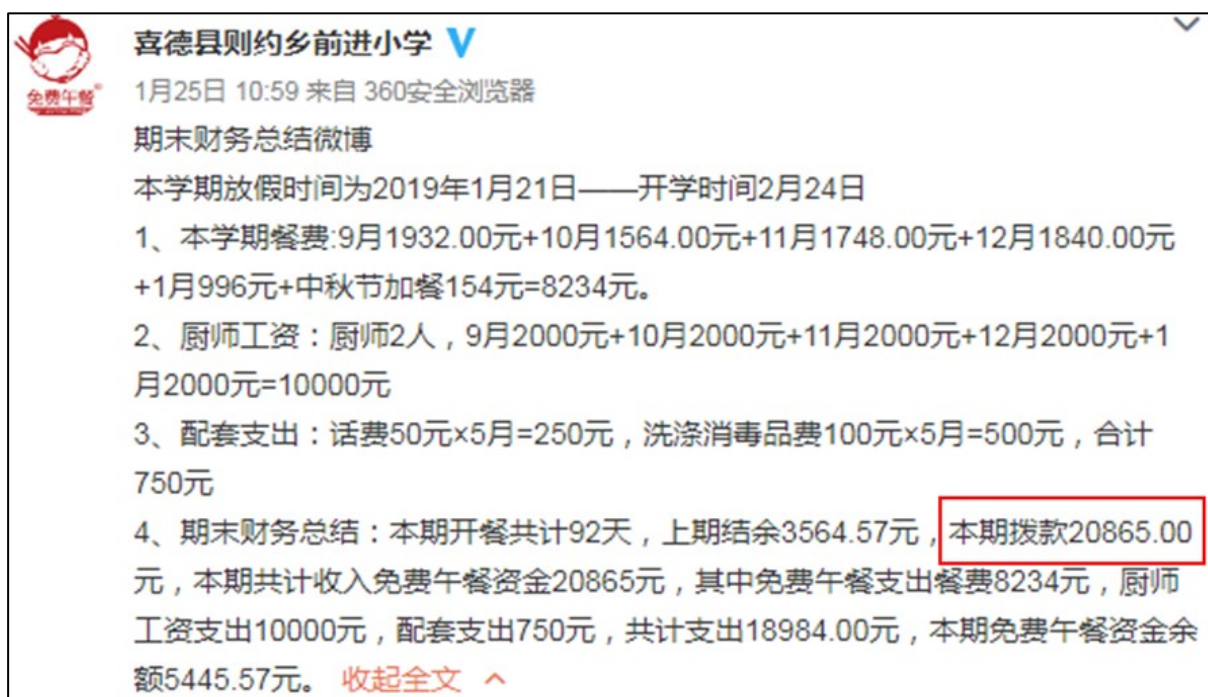 喜德县则约乡前进小学
免费午餐
1月25日 10:59 来自 360安全浏览器
期末财务总结微博
本学期放假时间为2019年1月21日——开学时间2月24日
1、本学期餐费:9月1932.00元+10月1564.00元+11月1748.00元+12月1840.00元
+1月996元+中秋节加餐154元=8234元。
2、厨师工资：厨师2人，9月2000元+10月2000元+11月2000元+12月2000元+1
月2000元=10000元
3、配套支出：话费50元×5月=250元，洗涤消毒品费100元×5月=500元，合计
750元
4、期末财务总结：本期开餐共计92天，上期结余3564.57元，本期拨款20865.00
元，本期共计收入免费午餐资金20865元，其中免费午餐支出餐费8234元，厨师
工资支出10000元，配套支出750元，共计支出18984.00元，本期免费午餐资金余
额5445.57元。 收起全文